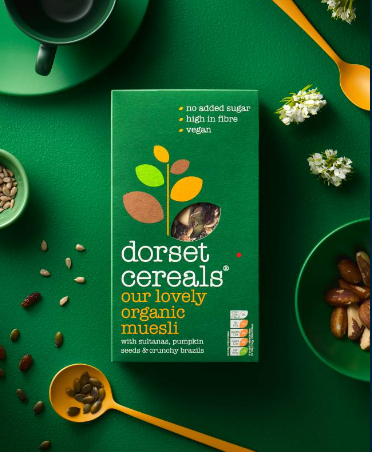 no added sugar
high in fibre
vegan
dorset
cereals®
our lovely
organic
muesli
with sultanas, pumpkin
seeds & crunchy brazils